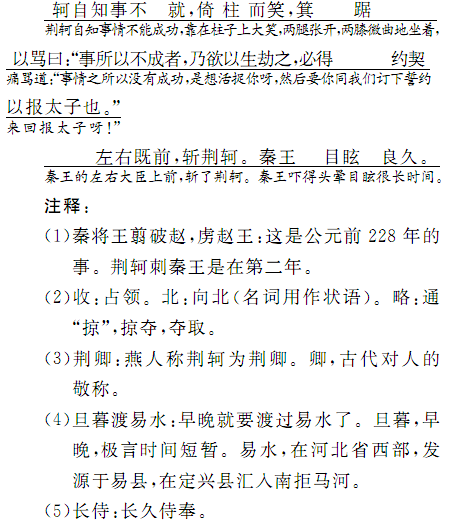 轲自知事不就,倚柱而笑,箕踞
荆轲自知事情不能成功,靠在柱子上大笑,两腿张开,两膝微曲地坐着,
以骂曰:“事所以不成者,乃欲以生劫之,必得约契
痛骂道:“事情之所以没有成功,是想活捉你呀,然后要你同我们订下誓约
以报太子也。”
来回报太子呀!”
左右既前,斩荆轲。秦王目眩良久。
秦王的左右大臣上前,斩了荆轲。秦王吓得头晕目眩很长时间。
注释:
(1)秦将王翦破赵,虏赵王:这是公元前 228 年的
事。荆轲刺秦王是在第二年。
(2)收:占领。北:向北(名词用作状语)。略:通
“掠”,掠夺,夺取。
(3)荆卿:燕人称荆轲为荆卿。卿,古代对人的
敬称。
(4)旦暮渡易水:早晚就要渡过易水了。旦暮,早
晚,极言时间短暂。易水,在河北省西部,发
源于易县,在定兴县汇入南拒马河。
(5)长侍:长久侍奉。